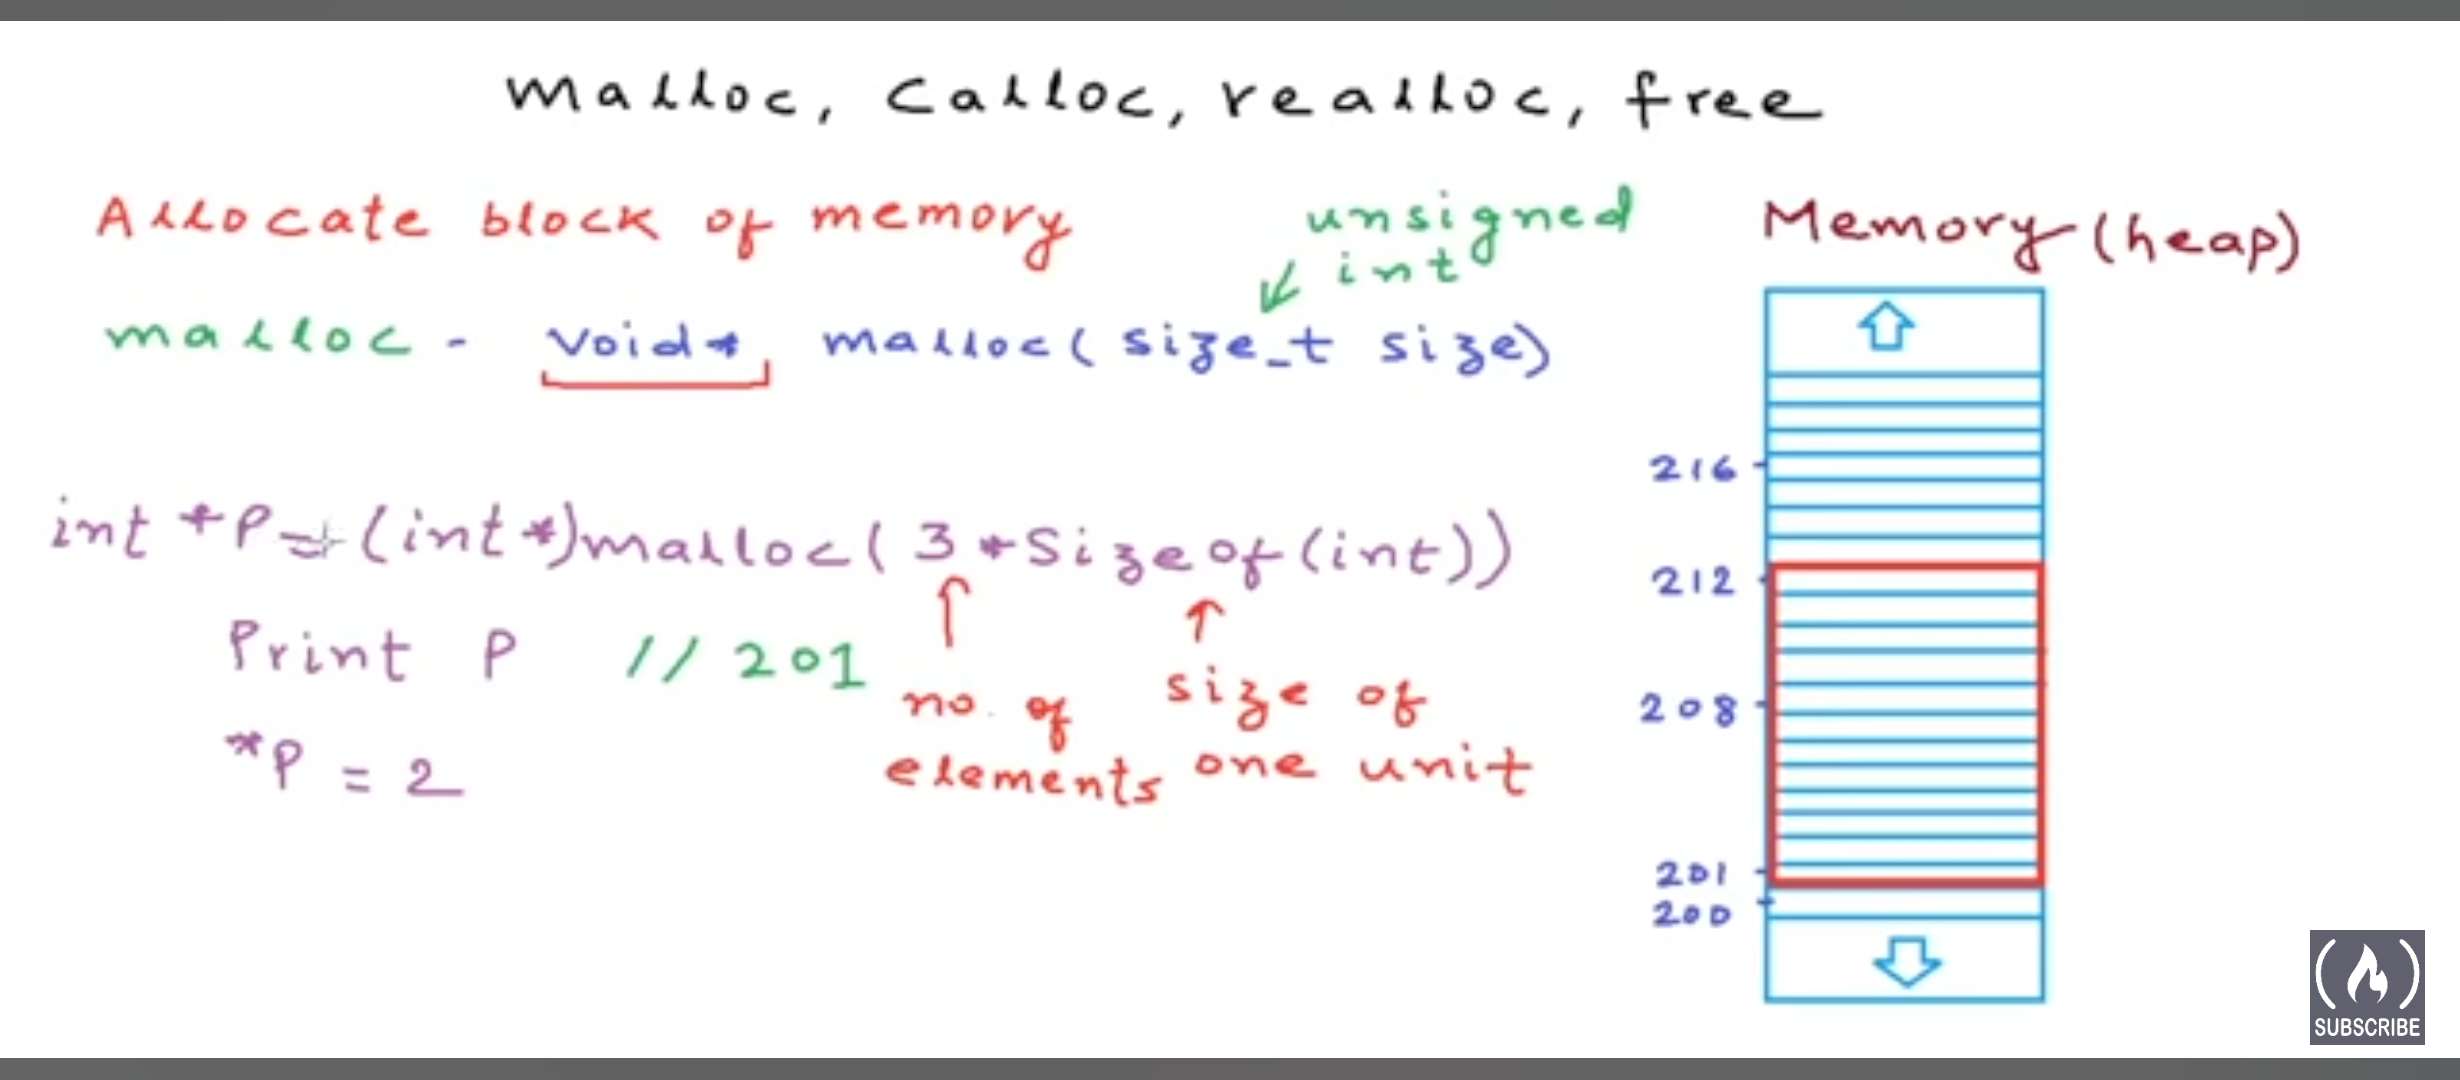 malloc, calloc, realloc, free
Allocate block of memory
unsigned
int
malloc - void* malloc(size_t size)
int *P = (int*)malloc(3*Sizeof(int))
Print P // 201
*P = 2
no. of
elements
size of
one unit
Memory(heap)
216
212
208
201
200
SUBSCRIBE